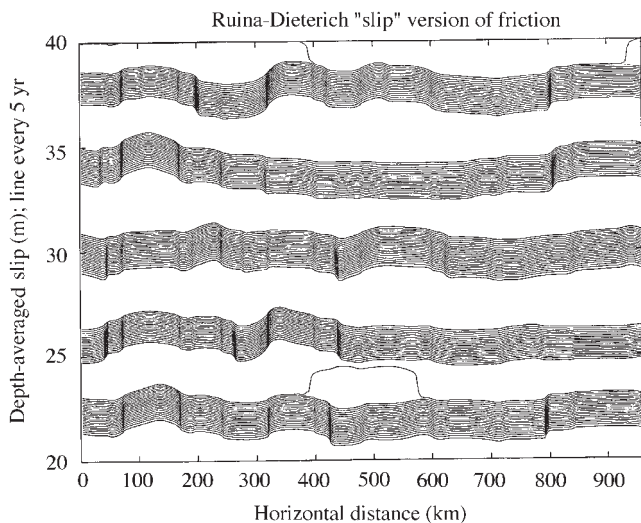 Ruina-Dieterich "slip" version of friction
Depth-averaged slip (m); line every 5 yr
40
35
30
25
20
0 100 200 300 400 500 600 700 800 900
Horizontal distance (km)